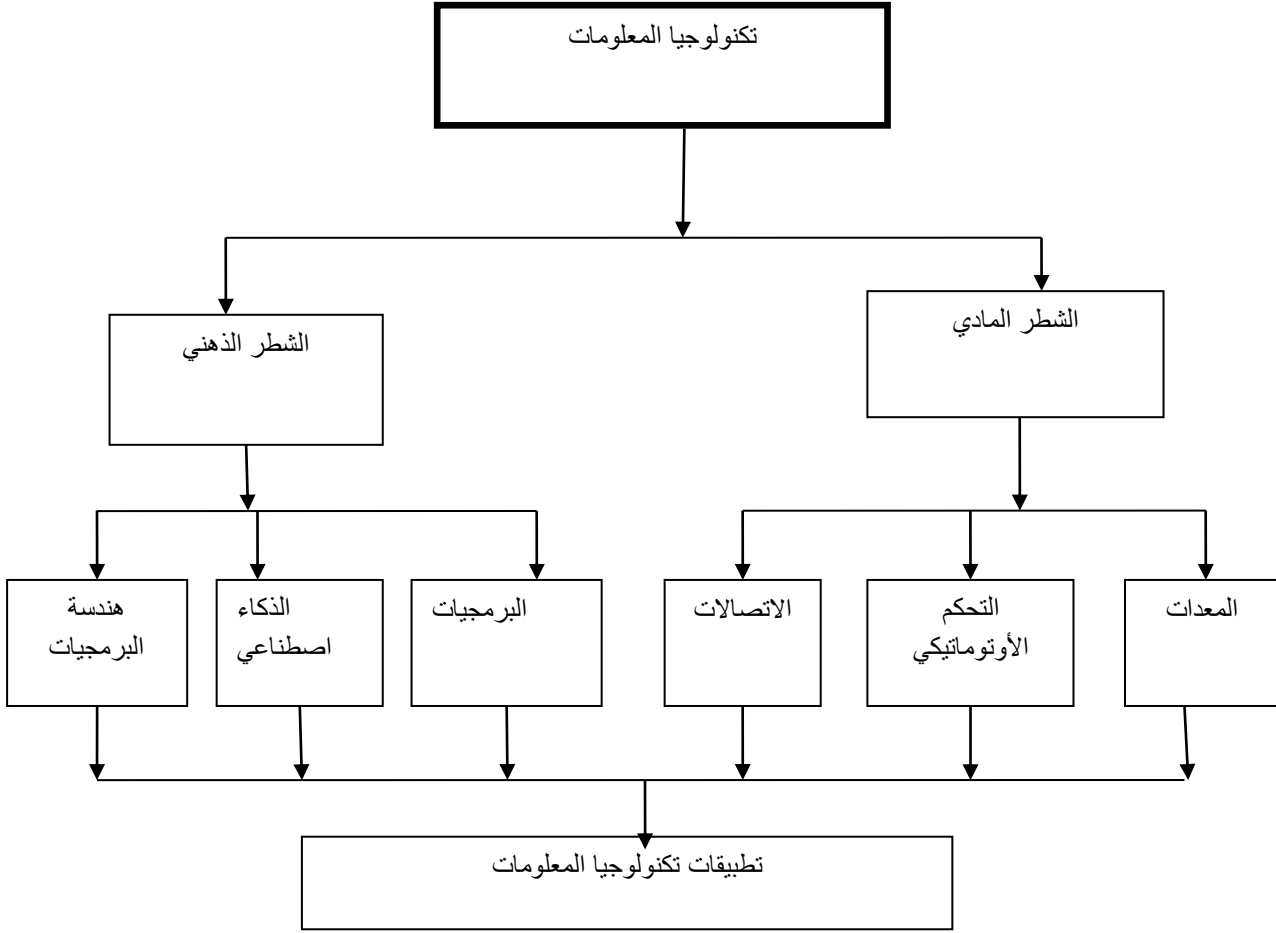 تكنولوجيا المعلومات
الشطر المادي
الشطر الذهني
المعدات
التحكم
الأوتوماتيكي
الاتصالات
البرمجيات
الذكاء
اصطناعي
هندسة
البرمجيات
تطبيقات تكنولوجيا المعلومات